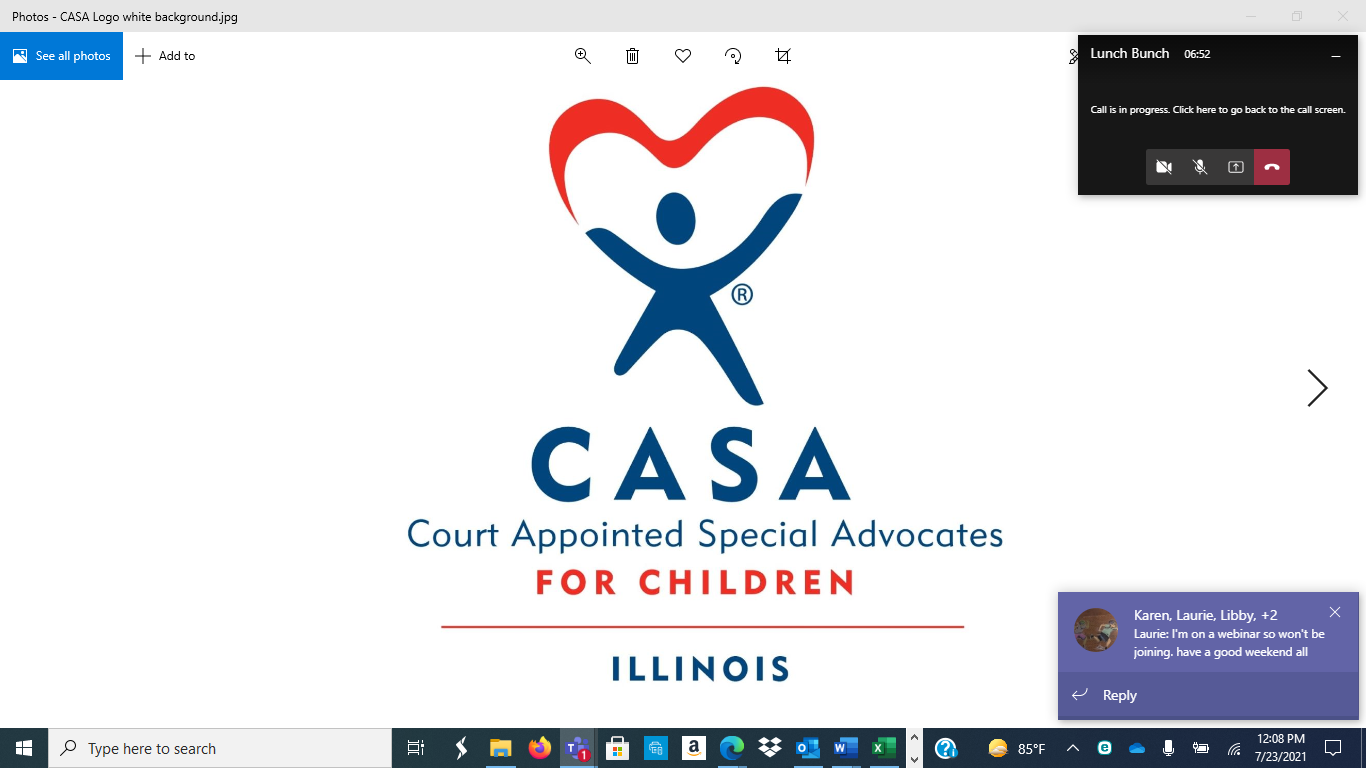 Photos - CASA Logo white background.jpg
See all photos
Add to
Lunch Bunch 06:52
Call is in progress. Click here to go back to the call screen.
®
CASA
Court Appointed Special Advocates
FOR CHILDREN
ILLINOIS
Karen, Laurie, Libby, +2
Laurie: I'm on a webinar so won't be
joining. have a good weekend all
Reply
Type here to search
1
a
85°F
12:08 PM
7/23/2021